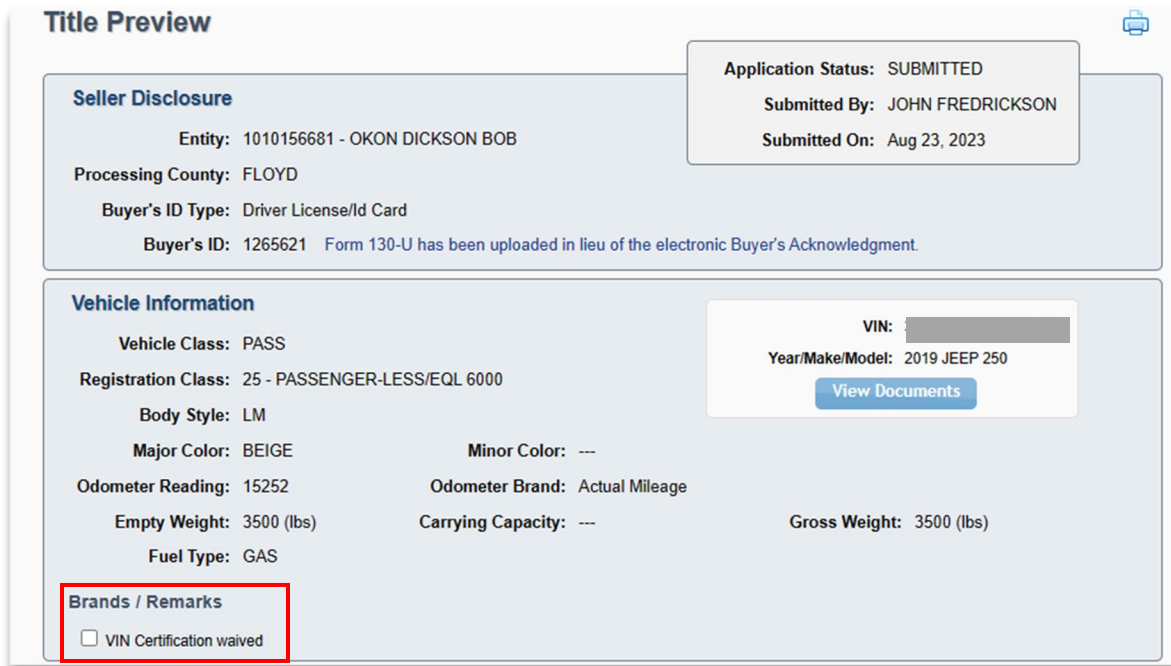 Title Preview
Application Status: SUBMITTED
Submitted By: JOHN FREDRICKSON
Submitted On: Aug 23, 2023
Seller Disclosure
Entity: 1010156681 - OKON DICKSON BOB
Processing County: FLOYD
Buyer's ID Type: Driver License/Id Card
Buyer's ID: 1265621 Form 130-U has been uploaded in lieu of the electronic Buyer's Acknowledgment.
Vehicle Information
VIN:
Year/Make/Model: 2019 JEEP 250
View Documents
Vehicle Class: PASS
Registration Class: 25 - PASSENGER-LESS/EQL 6000
Body Style: LM
Major Color: BEIGE Minor Color: ---
Odometer Reading: 15252 Odometer Brand: Actual Mileage
Empty Weight: 3500 (lbs) Carrying Capacity: --- Gross Weight: 3500 (lbs)
Fuel Type: GAS
Brands / Remarks
VIN Certification waived